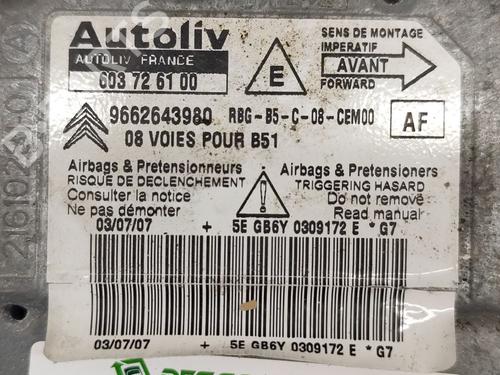 Autoliv
AUTOLIV FRANCE
603 72 61 00
E
SENS DE MONTAGE
IMPERATIF
AVANT
FORWARD
9662643980 RBG-B5-C-08-CEM00
AF
08 VOIES POUR B51
Airbags & Pretensionneurs
RISQUE DE DECLENCHEMENT
Consulter la notice
Ne pas démonter
!
Airbags & Pretensioners
TRIGGERING HASARD
Do not remove
Read manual
03/07/07 + 5E GB6Y 0309172 E * G7
03/07/07 + 5E GB6Y 0309172 E * G7